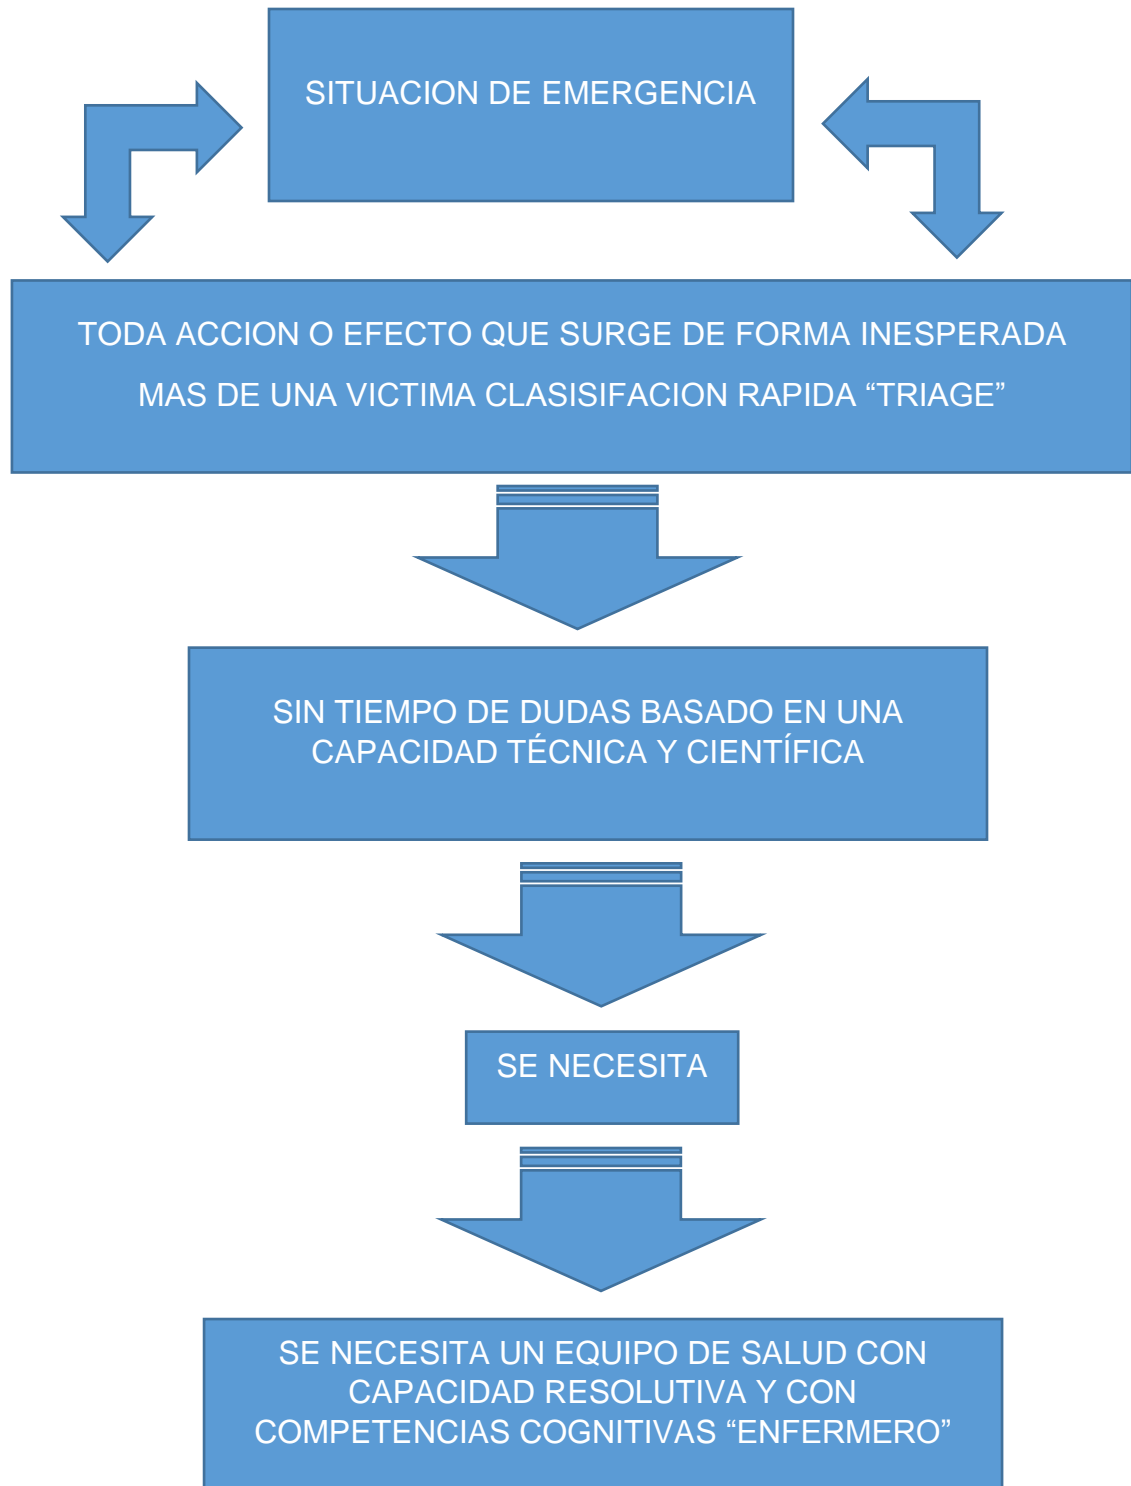 SITUACION DE EMERGENCIA
TODA ACCION O EFECTO QUE SURGE DE FORMA INESPERADA
MAS DE UNA VICTIMA CLASISIFACION RAPIDA “TRIAGE”
SIN TIEMPO DE DUDAS BASADO EN UNA
CAPACIDAD TÉCNICA Y CIENTÍFICA
SE NECESITA
SE NECESITA UN EQUIPO DE SALUD CON
CAPACIDAD RESOLUTIVA Y CON
COMPETENCIAS COGNITIVAS “ENFERMERO”